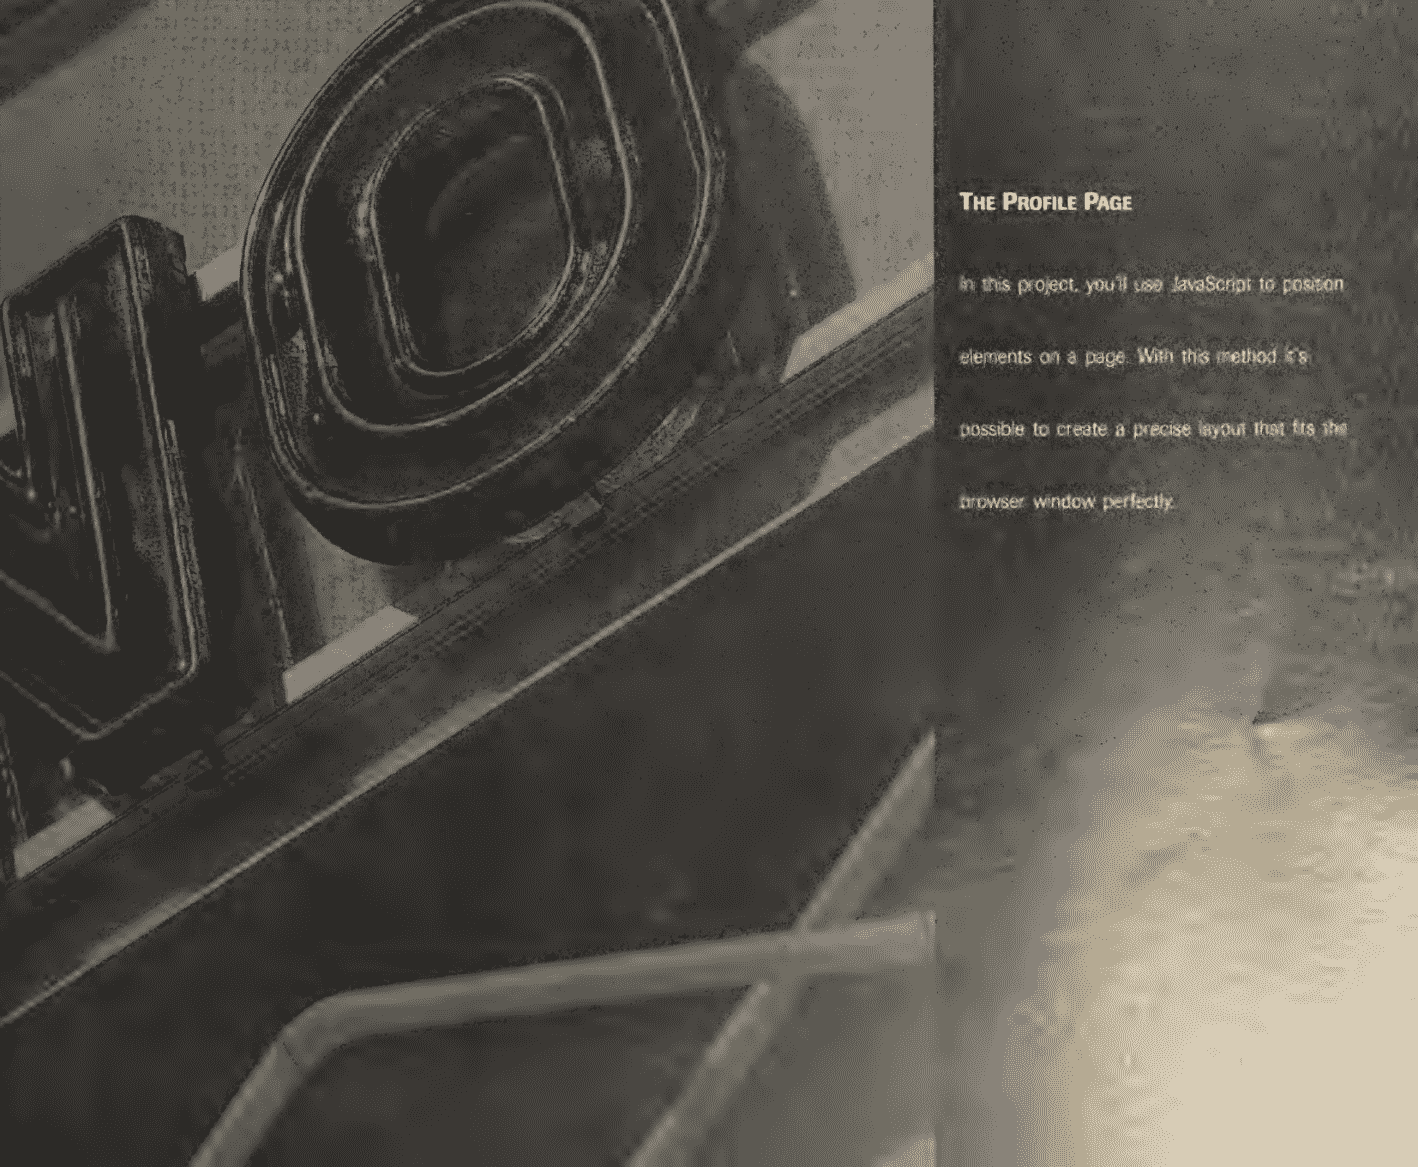 THE PROFILE PAGE
In this project, you'll use JavaScript to position
elements on a page. With this method it's
possible to create a precise layout that fits the
browser window perfectly.